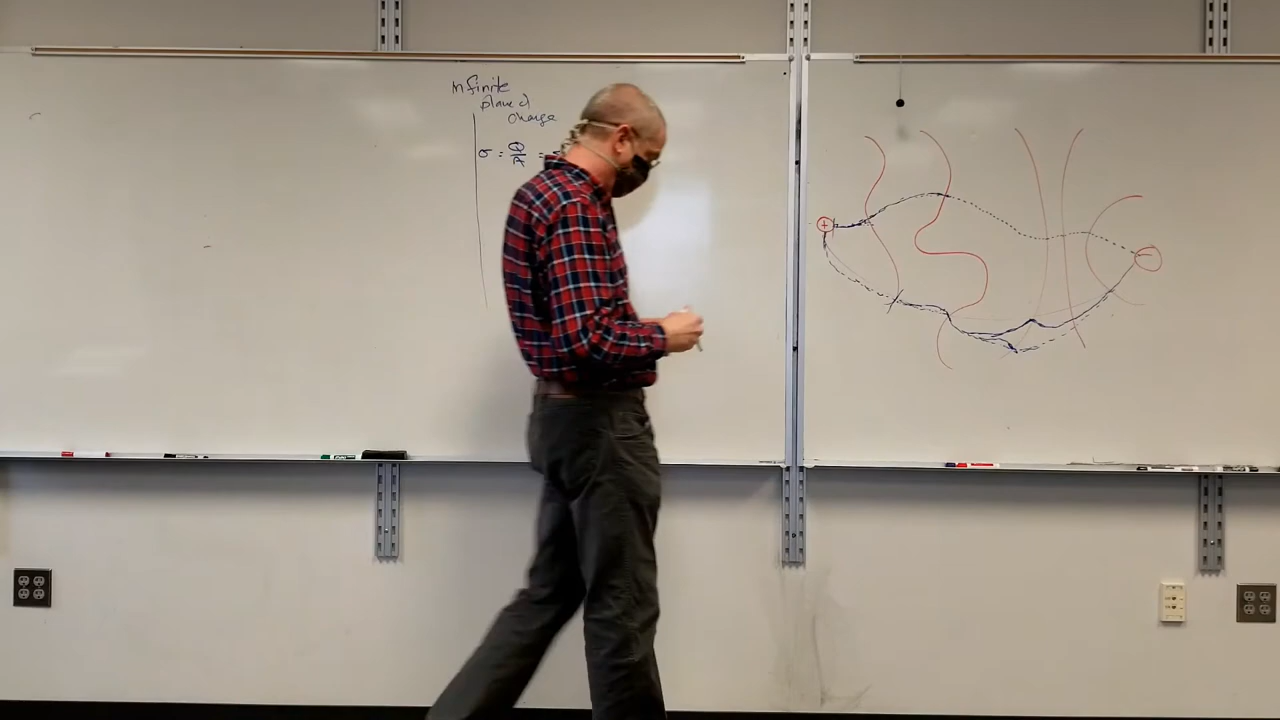 Infinite
plane of
charge
σ = Q/A =
+
−